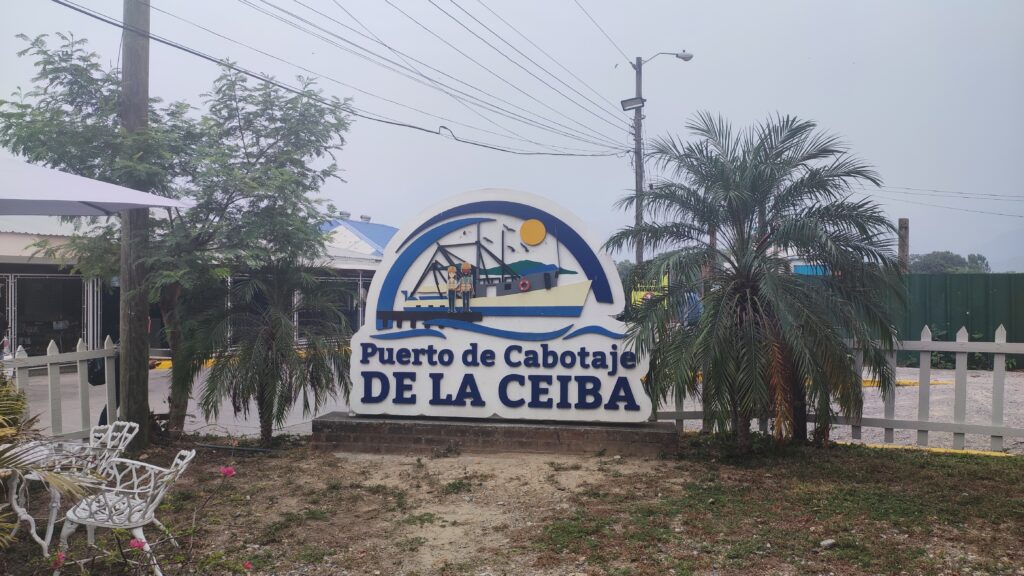 Puerto de Cabotaje
DE LA CEIBA